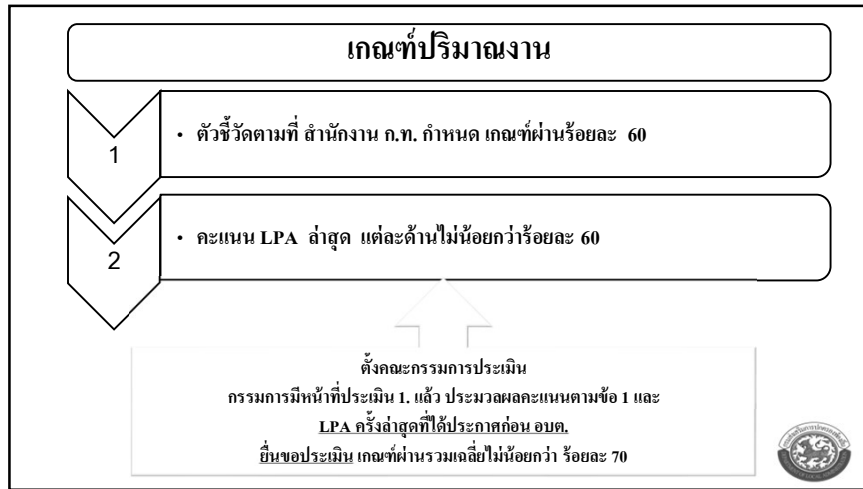 เกณฑ์ปริมาณงาน
1
• ตัวชี้วัดตามที่ สำนักงาน ก.ท. กำหนด เกณฑ์ผ่านร้อยละ 60
2
• คะแนน LPA ล่าสุด แต่ละด้านไม่น้อยกว่าร้อยละ 60
ตั้งคณะกรรมการประเมิน
กรรมการมีหน้าที่ประเมิน 1. แล้ว ประมวลผลคะแนนตามข้อ 1 และ
LPA ครั้งล่าสุดที่ได้ประกาศก่อน อบต.
ยื่นขอประเมิน เกณฑ์ผ่านรวมเฉลี่ยไม่น้อยกว่า ร้อยละ 70